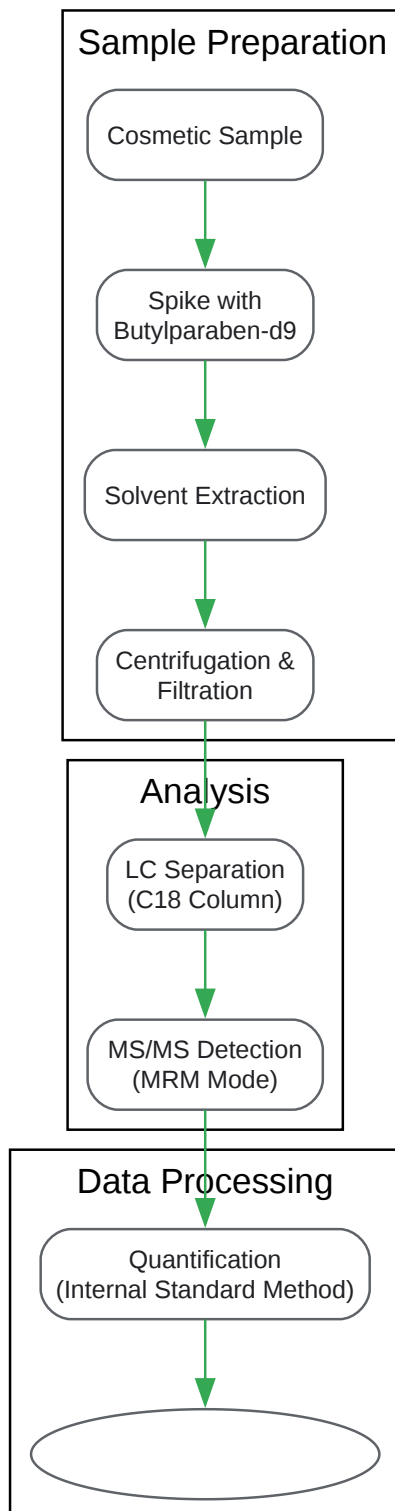 Sample Preparation
Cosmetic Sample
Spike with
Butylparaben-d9
Solvent Extraction
Centrifugation &
Filtration
Analysis
LC Separation
(C18 Column)
MS/MS Detection
(MRM Mode)
Data Processing
Quantification
(Internal Standard Method)